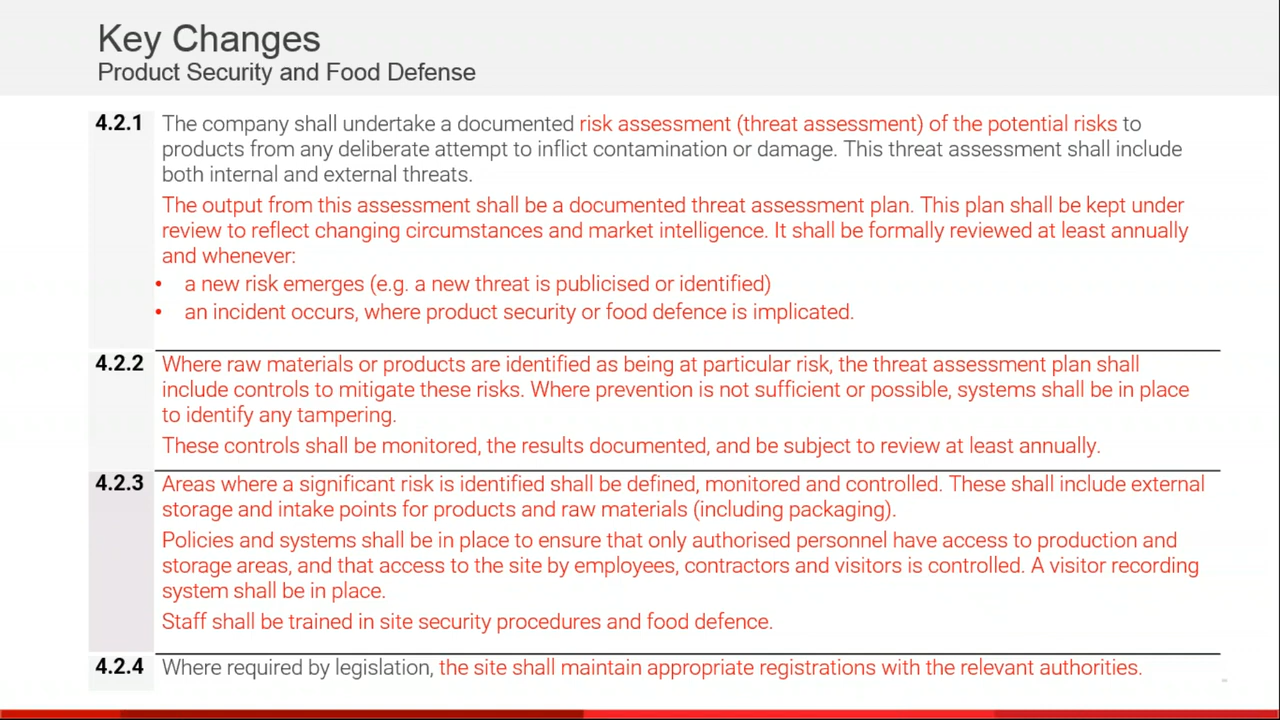 Key Changes
Product Security and Food Defense
4.2.1 The company shall undertake a documented risk assessment (threat assessment) of the potential risks to
products from any deliberate attempt to inflict contamination or damage. This threat assessment shall include
both internal and external threats.
The output from this assessment shall be a documented threat assessment plan. This plan shall be kept under
review to reflect changing circumstances and market intelligence. It shall be formally reviewed at least annually
and whenever:
• a new risk emerges (e.g. a new threat is publicised or identified)
• an incident occurs, where product security or food defence is implicated.
4.2.2 Where raw materials or products are identified as being at particular risk, the threat assessment plan shall
include controls to mitigate these risks. Where prevention is not sufficient or possible, systems shall be in place
to identify any tampering.
These controls shall be monitored, the results documented, and be subject to review at least annually.
4.2.3 Areas where a significant risk is identified shall be defined, monitored and controlled. These shall include external
storage and intake points for products and raw materials (including packaging).
Policies and systems shall be in place to ensure that only authorised personnel have access to production and
storage areas, and that access to the site by employees, contractors and visitors is controlled. A visitor recording
system shall be in place.
Staff shall be trained in site security procedures and food defence.
4.2.4 Where required by legislation, the site shall maintain appropriate registrations with the relevant authorities.